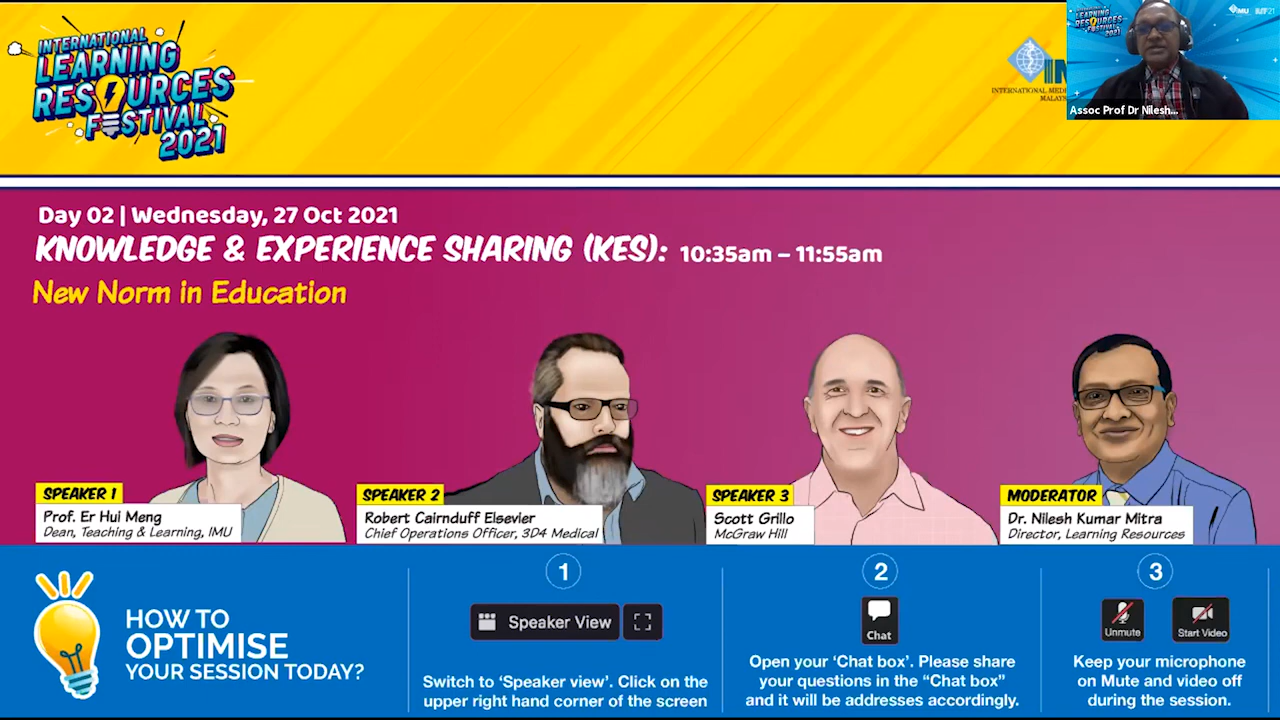 INTERNATIONAL
LEARNING
RESOURCES
FESTIVAL
2021
INTERNATIONAL
LEARNING
RESOURCES
FESTIVAL
2021
IMU
Assoc Prof Dr Nilesh...
Day 02 | Wednesday, 27 Oct 2021
KNOWLEDGE & EXPERIENCE SHARING (KES): 10:35am – 11:55am
New Norm in Education
SPEAKER 1
Prof. Er Hui Meng
Dean, Teaching & Learning, IMU
SPEAKER 2
Robert Cairnduff Elsevier
Chief Operations Officer, 3D4 Medical
SPEAKER 3
Scott Grillo
McGraw Hill
MODERATOR
Dr. Nilesh Kumar Mitra
Director, Learning Resources
HOW TO
OPTIMISE
YOUR SESSION TODAY?
1
Speaker View
Switch to ‘Speaker view’. Click on the
upper right hand corner of the screen
2
Chat
Open your ‘Chat box’. Please share
your questions in the “Chat box”
and it will be addresses accordingly.
3
Unmute
Start Video
Keep your microphone
on Mute and video off
during the session.